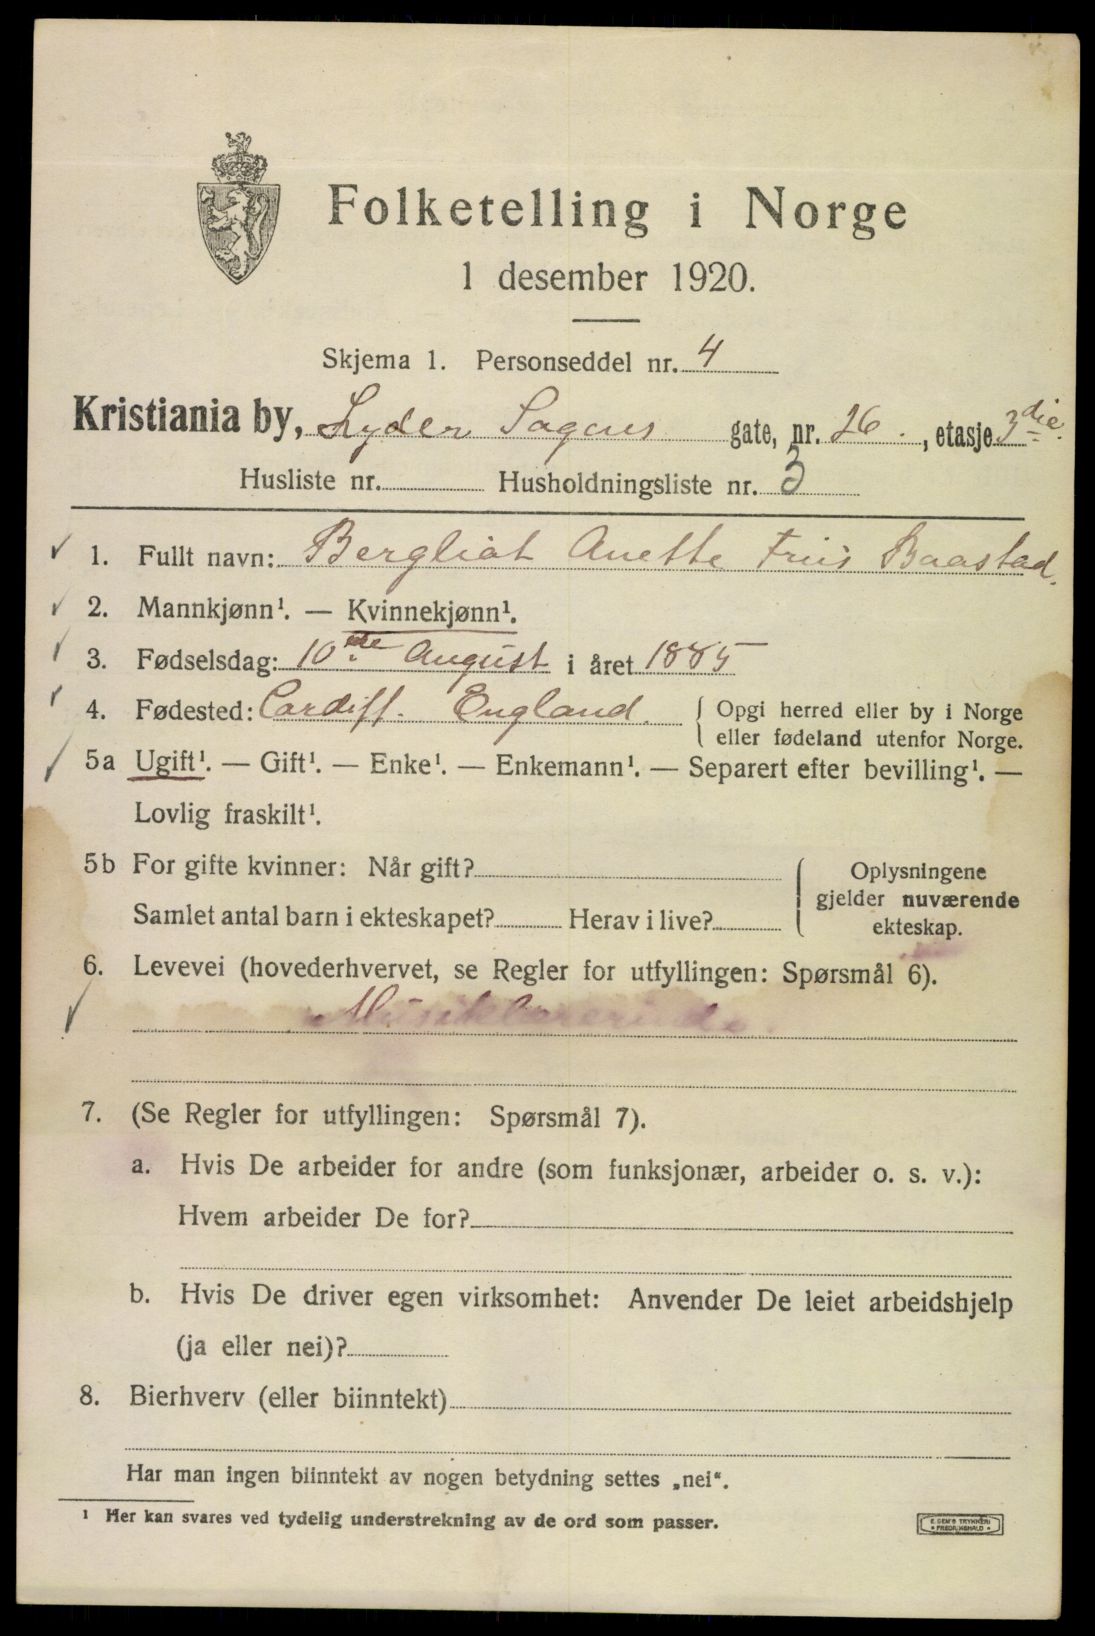 Folketelling i Norge
1 desember 1920.
Skjema 1. Personseddel nr. 4
Kristiania by, Lyder Sagens gate, nr. 26., etasje 3die.
Husliste nr. Husholdningsliste nr. 3
1. Fullt navn: Bergliot Anette Friis Baastad.
2. Mannkjønn¹. — Kvinnekjønn¹.
3. Fødselsdag: 10de August i året 1885
4. Fødested: Cardiff. England. { Opgi herred eller by i Norge
eller fødeland utenfor Norge.
5a Ugift¹. — Gift¹. — Enke¹. — Enkemann¹. — Separert efter bevilling¹. —
Lovlig fraskilt¹.
5b For gifte kvinner: Når gift? { Oplysningene
gjelder nuværende
Samlet antal barn i ekteskapet? Herav i live? ekteskap.
6. Levevei (hovederhvervet, se Regler for utfyllingen: Spørsmål 6).
Musiklærerinde.
7. (Se Regler for utfyllingen: Spørsmål 7).
a. Hvis De arbeider for andre (som funksjonær, arbeider o. s. v.):
Hvem arbeider De for?
b. Hvis De driver egen virksomhet: Anvender De leiet arbeidshjelp
(ja eller nei)?
8. Bierhverv (eller biinntekt)
Har man ingen biinntekt av nogen betydning settes „nei“.
¹ Her kan svares ved tydelig understrekning av de ord som passer.
E. SEM'S TRYKKERI
• FREDRIKSHALD •